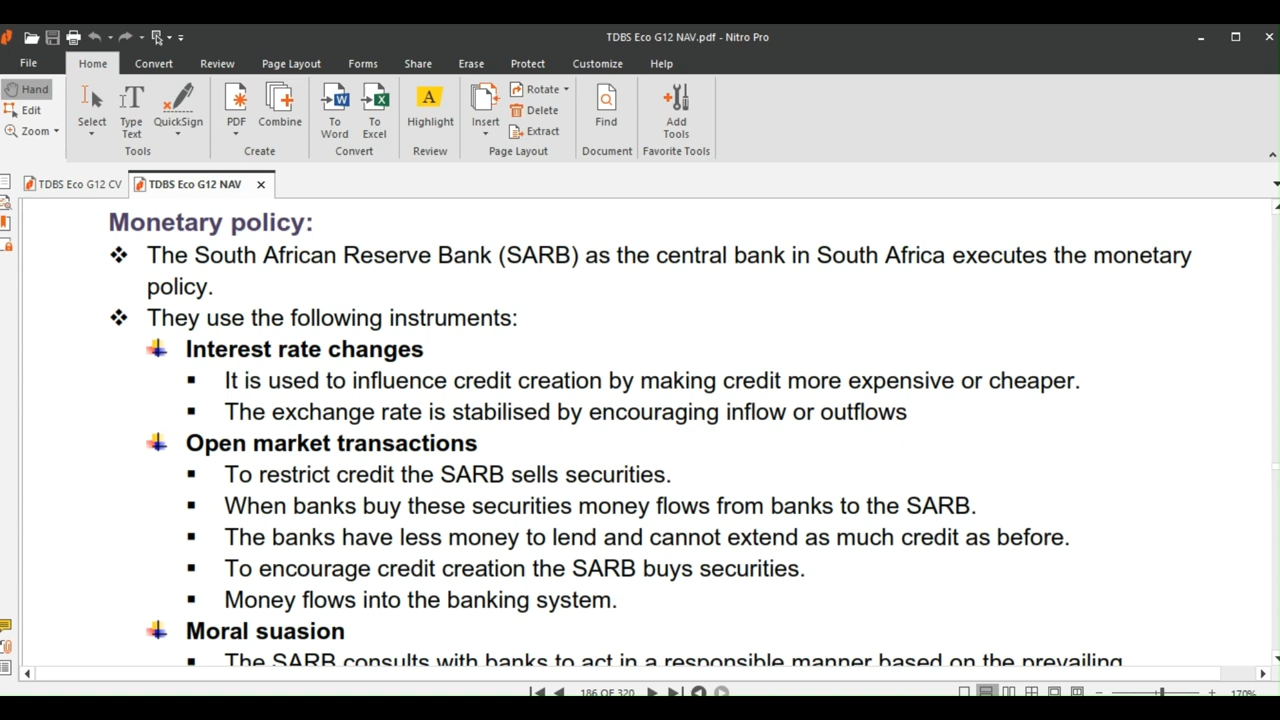 TDBS Eco G12 NAV.pdf - Nitro Pro
File Home Convert Review Page Layout Forms Share Erase Protect Customize Help
Hand
Edit
Zoom
Select
Type Text
QuickSign
Tools
PDF
Combine
Create
To Word
To Excel
Convert
Highlight
Review
Insert
Rotate
Delete
Extract
Page Layout
Find
Document
Add Tools
Favorite Tools
TDBS Eco G12 CV
TDBS Eco G12 NAV
Monetary policy:
❖ The South African Reserve Bank (SARB) as the central bank in South Africa executes the monetary
policy.
❖ They use the following instruments:
Interest rate changes
▪ It is used to influence credit creation by making credit more expensive or cheaper.
▪ The exchange rate is stabilised by encouraging inflow or outflows
Open market transactions
▪ To restrict credit the SARB sells securities.
▪ When banks buy these securities money flows from banks to the SARB.
▪ The banks have less money to lend and cannot extend as much credit as before.
▪ To encourage credit creation the SARB buys securities.
▪ Money flows into the banking system.
Moral suasion
▪ The SARB consults with banks to act in a responsible manner based on the prevailing
186 OF 320
170%